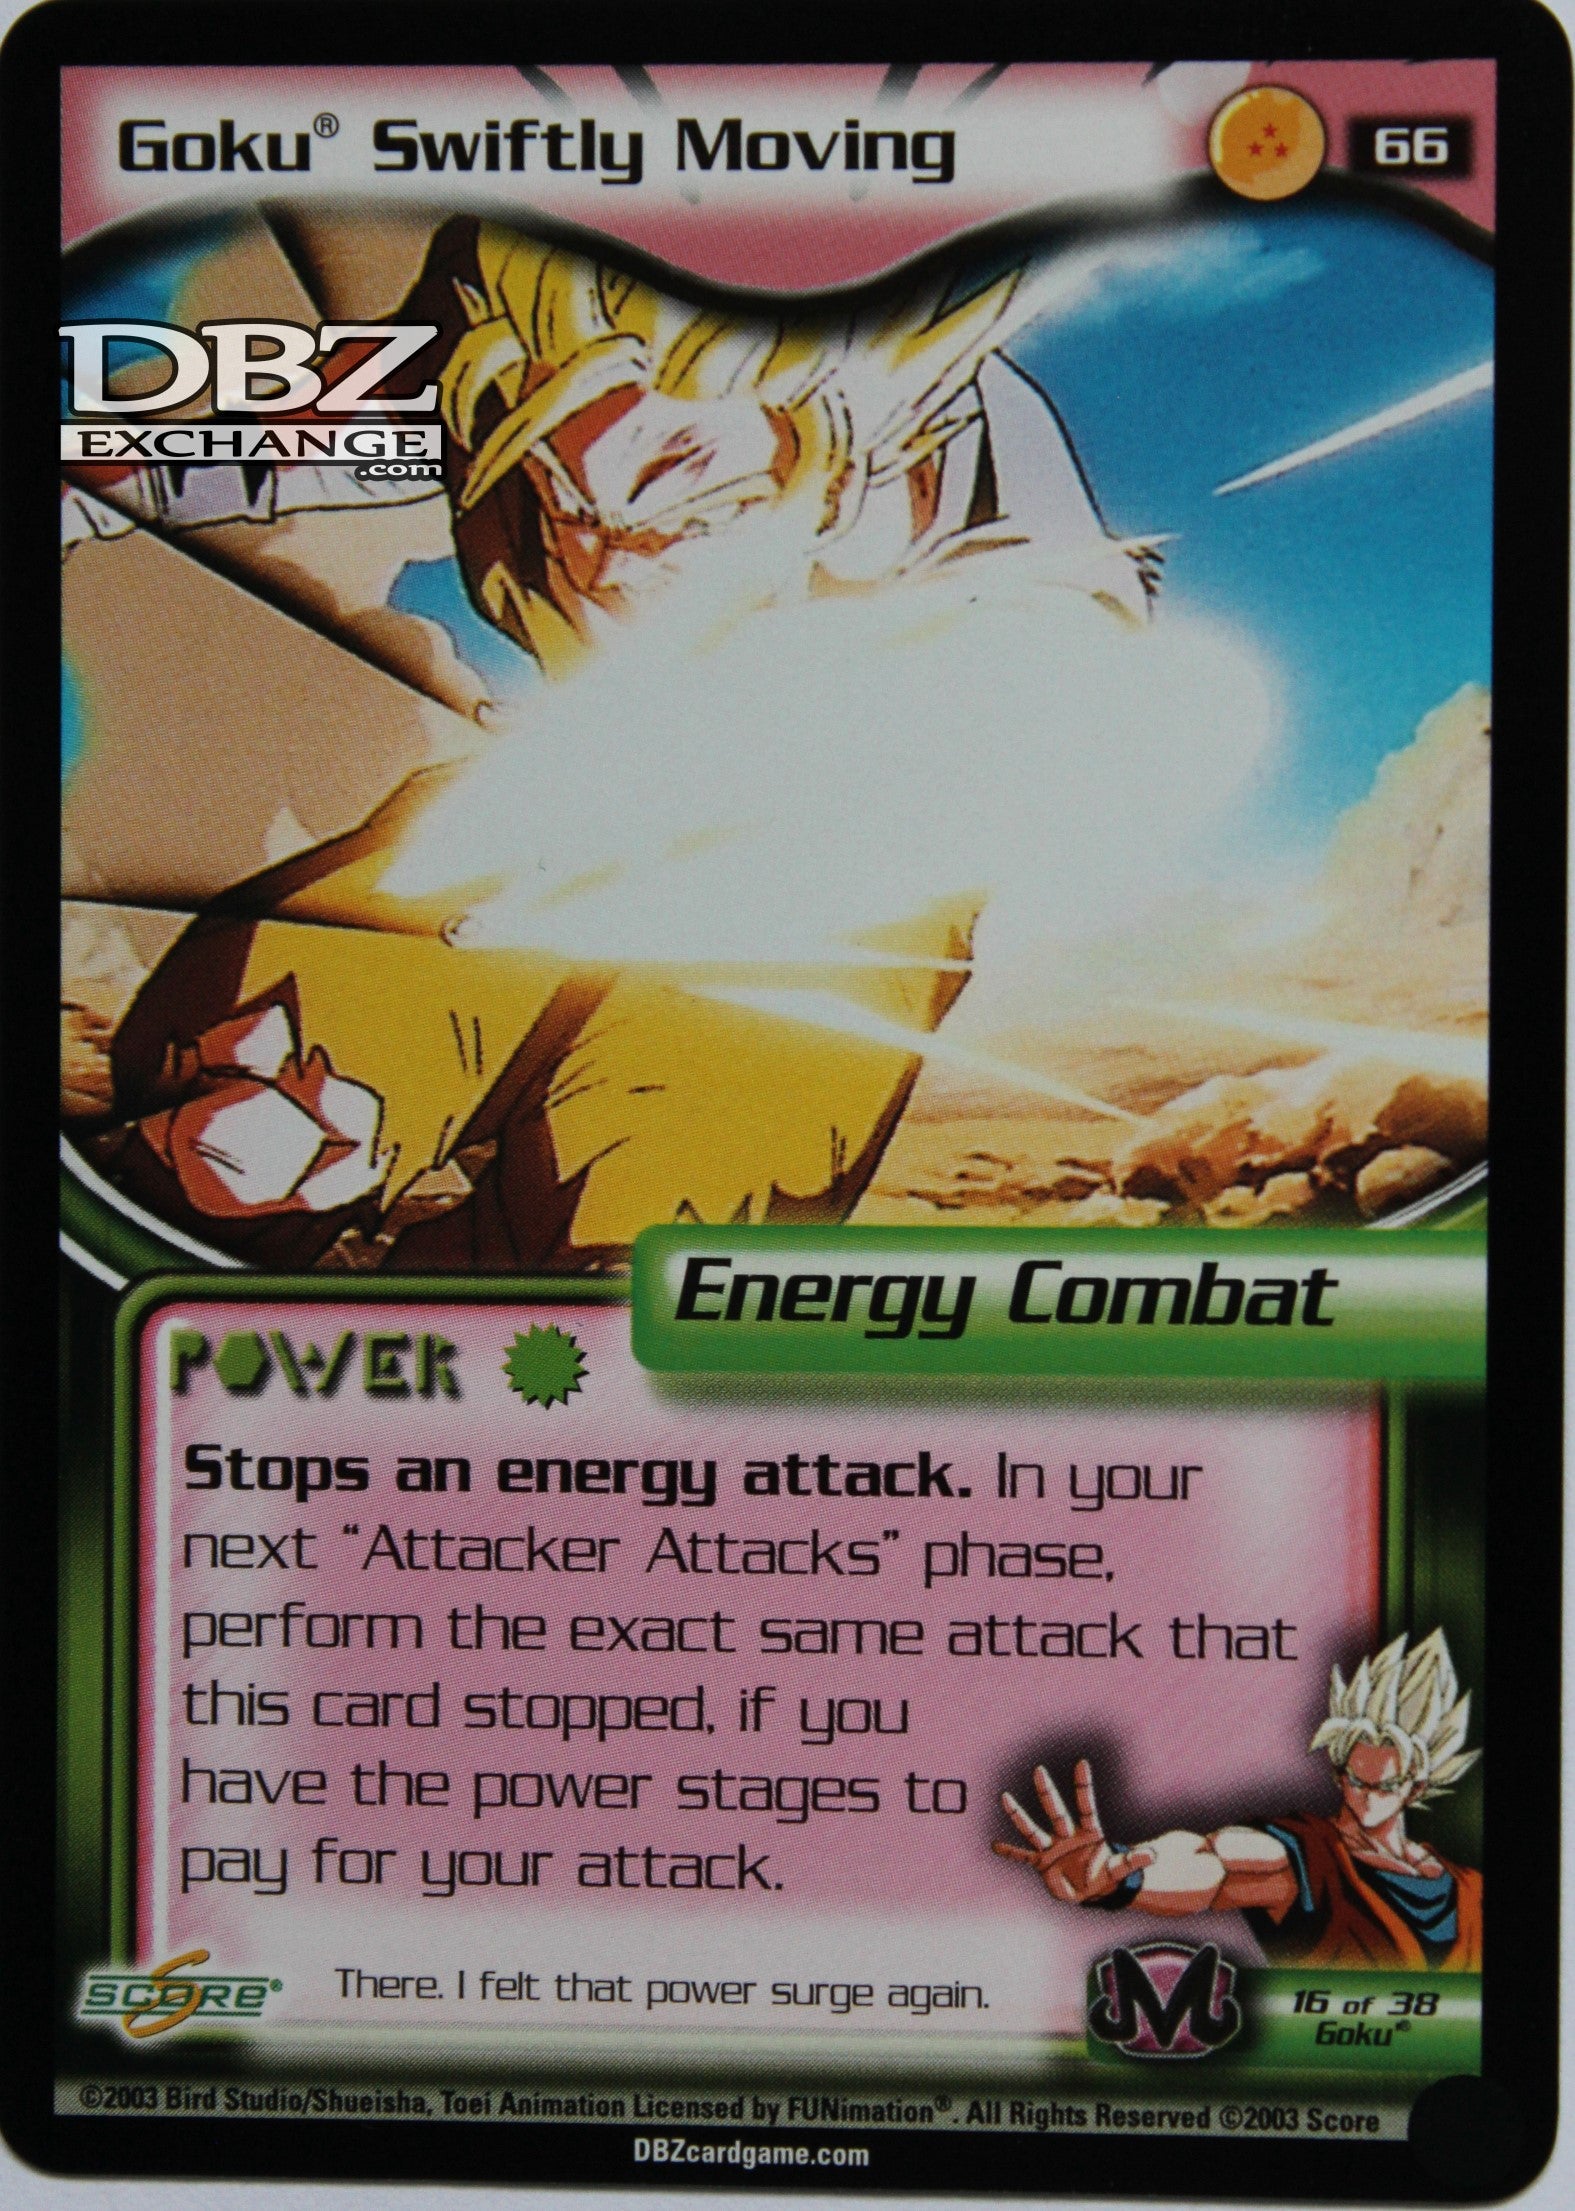 Goku® Swiftly Moving
66
DBZ
EXCHANGE
.com
Energy Combat
POWER
Stops an energy attack. In your
next "Attacker Attacks" phase,
perform the exact same attack that
this card stopped, if you
have the power stages to
pay for your attack.
SCORE®
There. I felt that power surge again.
M
16 of 38
Goku®
©2003 Bird Studio/Shueisha, Toei Animation Licensed by FUNimation®. All Rights Reserved ©2003 Score
DBZcardgame.com